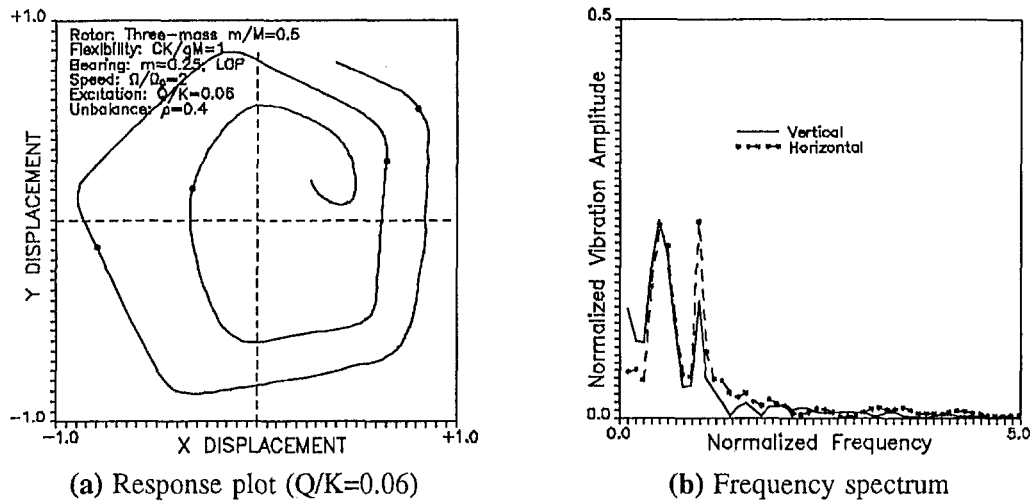 +1.0
Rotor: Three-mass m/M=0.5
Flexibility: CK/gM=1
Bearing: m=0.25, LOP
Speed: Ω/Ω₀=2
Excitation: Q/K=0.06
Unbalance: ρ=0.4
Y DISPLACEMENT
-1.0
-1.0
X DISPLACEMENT
+1.0
(a) Response plot (Q/K=0.06)
0.5
Normalized Vibration Amplitude
Vertical
Horizontal
0.0
0.0
Normalized Frequency
5.0
(b) Frequency spectrum